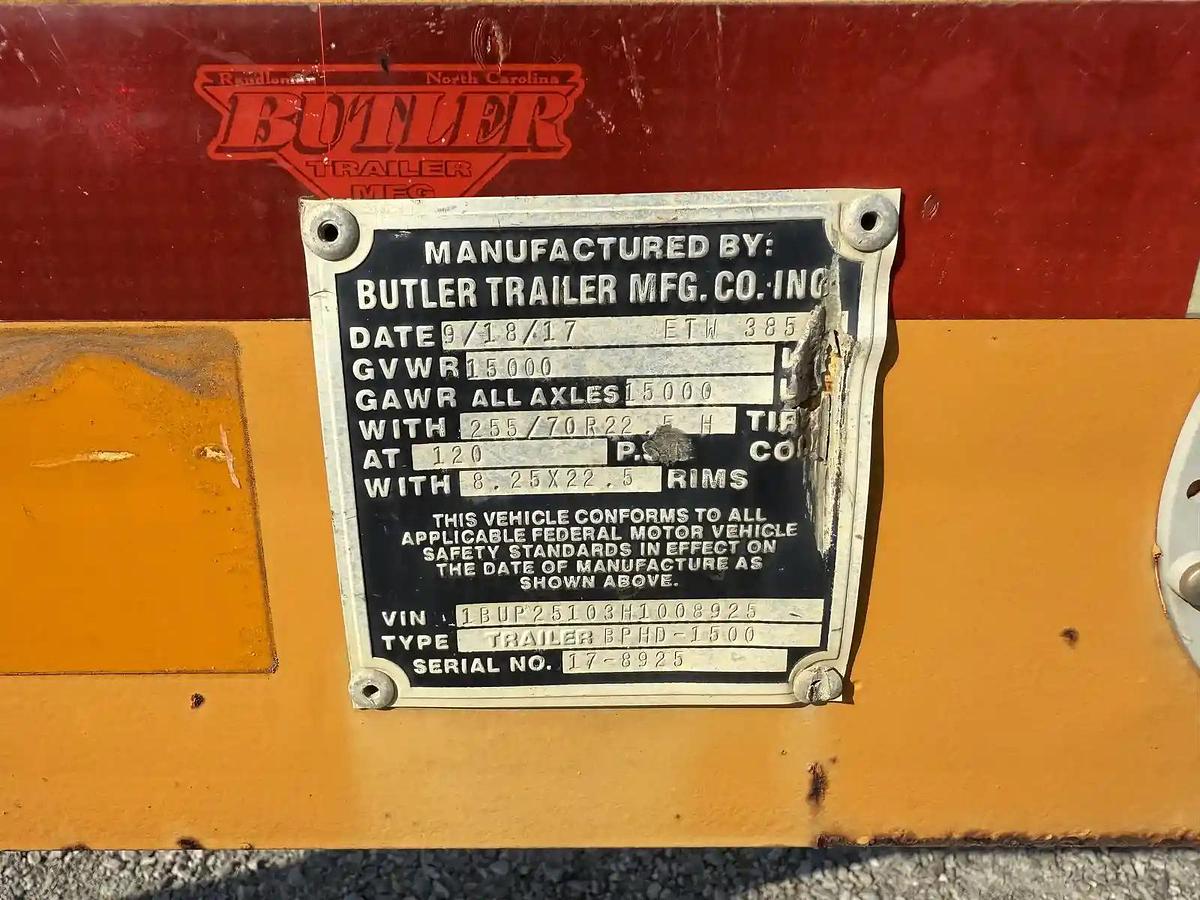 Randleman North Carolina
BUTLER
TRAILER
MFG
MANUFACTURED BY:
BUTLER TRAILER MFG. CO. INC
DATE 9/18/17 ETW 385
GVWR 15000
GAWR ALL AXLES 15000
WITH 255/70R22.5 H TIR
AT 120 P.S. CO
WITH 8.25X22.5 RIMS
THIS VEHICLE CONFORMS TO ALL
APPLICABLE FEDERAL MOTOR VEHICLE
SAFETY STANDARDS IN EFFECT ON
THE DATE OF MANUFACTURE AS
SHOWN ABOVE.
VIN 1BUP25103H1008925
TYPE TRAILER BPHD-1500
SERIAL NO. 17-8925